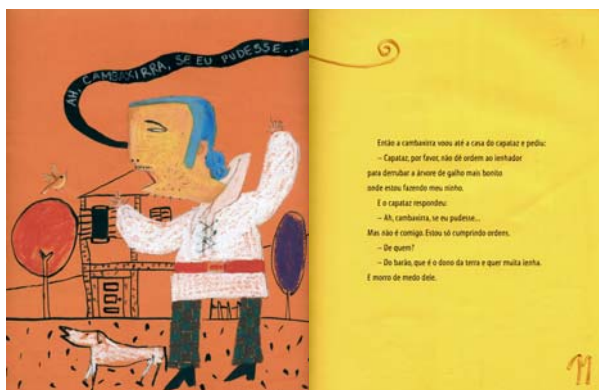 AH, CAMBAXIRRA, SE EU PUDESSE...
Então a cambaxirra voou até a casa do capataz e pediu:
– Capataz, por favor, não dê ordem ao lenhador
para derrubar a árvore de galho mais bonito
onde estou fazendo meu ninho.
E o capataz respondeu:
– Ah, cambaxirra, se eu pudesse...
Mas não é comigo. Estou só cumprindo ordens.
– De quem?
– Do barão, que é o dono da terra e quer muita lenha.
E morro de medo dele.
11